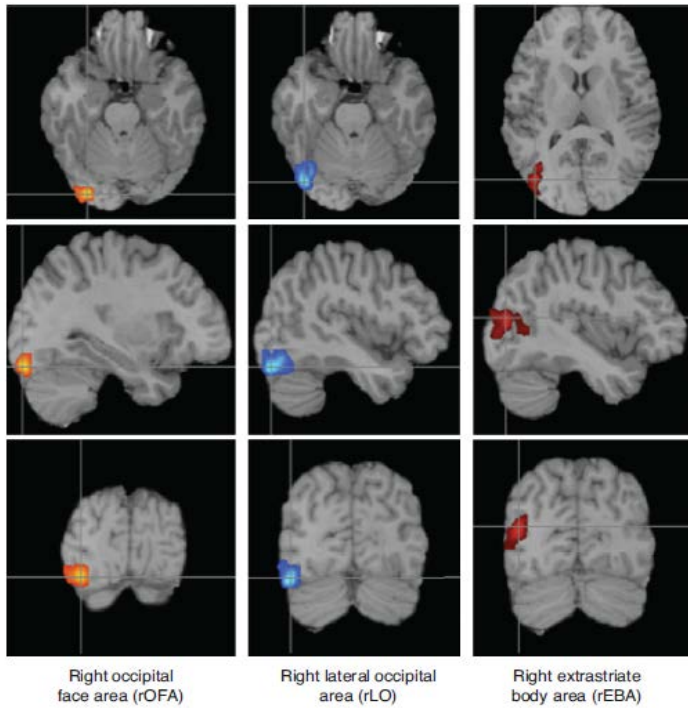 Right occipital
face area (rOFA)
Right lateral occipital
area (rLO)
Right extrastriate
body area (rEBA)